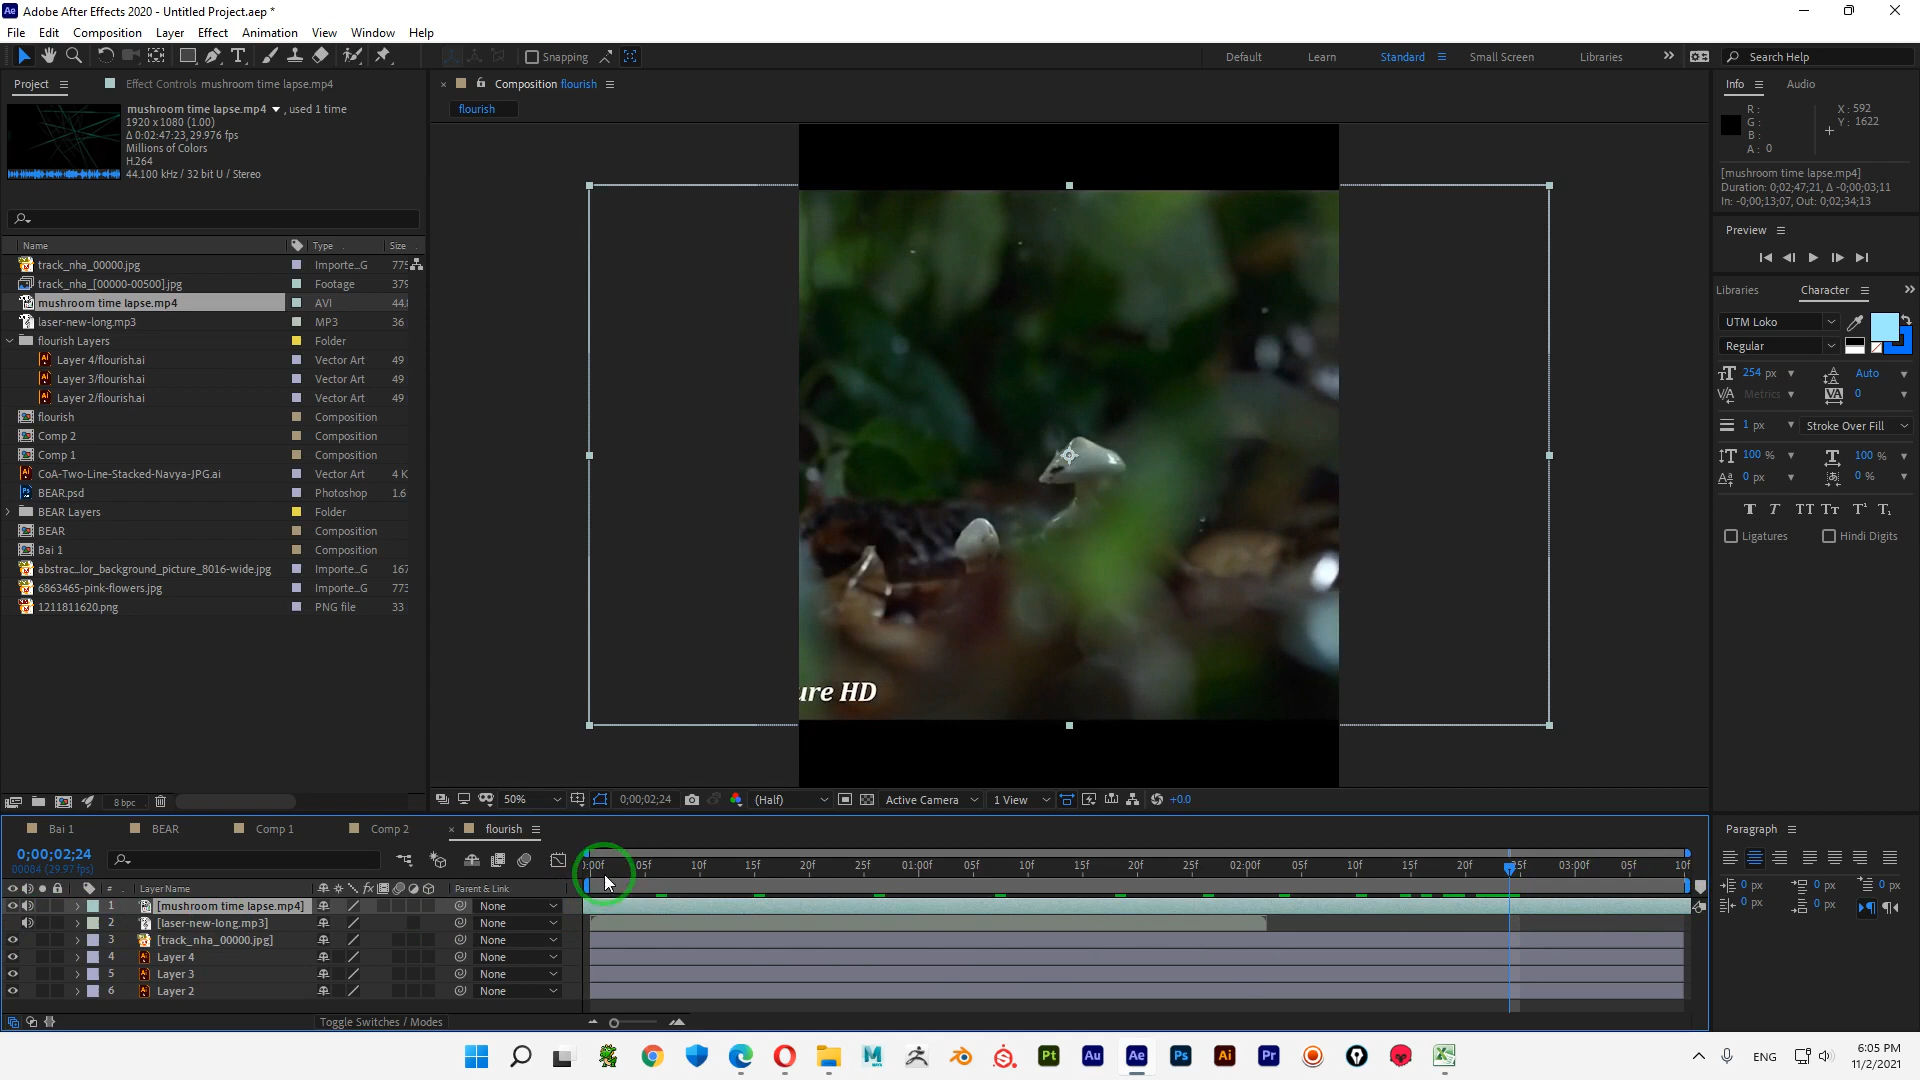 Adobe After Effects 2020 - Untitled Project.aep *
File Edit Composition Layer Effect Animation View Window Help
Snapping
Default Learn Standard Small Screen Libraries Search Help
Project Effect Controls mushroom time lapse.mp4
mushroom time lapse.mp4 , used 1 time
1920 x 1080 (1.00)
Δ 0:02:47:23, 29.976 fps
Millions of Colors
H.264
44.100 kHz / 32 bit U / Stereo
Name Type Size
track_nha_00000.jpg Importe...G 775
track_nha_[00000-00500].jpg Footage 379
mushroom time lapse.mp4 AVI 44.
laser-new-long.mp3 MP3 36
flourish Layers Folder
Layer 4/flourish.ai Vector Art 49
Layer 3/flourish.ai Vector Art 49
Layer 2/flourish.ai Vector Art 49
flourish Composition
Comp 2 Composition
Comp 1 Composition
CoA-Two-Line-Stacked-Navya-JPG.ai Vector Art 4 K
BEAR.psd Photoshop 1.6
BEAR Layers Folder
BEAR Composition
Bai 1 Composition
abstrac...lor_background_picture_8016-wide.jpg Importe...G 167
6863465-pink-flowers.jpg Importe...G 773
1211811620.png PNG file 33
8 bpc
Composition flourish
flourish
ure HD
50% 0;00;02;24 (Half) Active Camera 1 View +0.0
Info Audio
R :
G :
B :
A : 0
X : 592
Y : 1622
[mushroom time lapse.mp4]
Duration: 0;02;47;21, Δ -0;00;03;11
In: -0;00;13;07, Out: 0;02;34;13
Preview
Libraries Character
UTM Loko
Regular
254 px Auto
Metrics 0
1 px Stroke Over Fill
100 % 100 %
0 px 0 %
T T TT Tт T¹ T₁
Ligatures Hindi Digits
Bai 1 BEAR Comp 1 Comp 2 flourish
0;00;02;24
00084 (29.97 fps)
0:00f 05f 10f 15f 20f 25f 01:00f 05f 10f 15f 20f 25f 02:00f 05f 10f 15f 20f 25f 03:00f 05f 10f
# Layer Name Parent & Link
1 [mushroom time lapse.mp4] None
2 [laser-new-long.mp3] None
3 [track_nha_00000.jpg] None
4 Layer 4 None
5 Layer 3 None
6 Layer 2 None
Toggle Switches / Modes
Paragraph
0 px 0 px 0 px
0 px 0 px
Pt Au Ae Ps Ai Pr
ENG
6:05 PM
11/2/2021